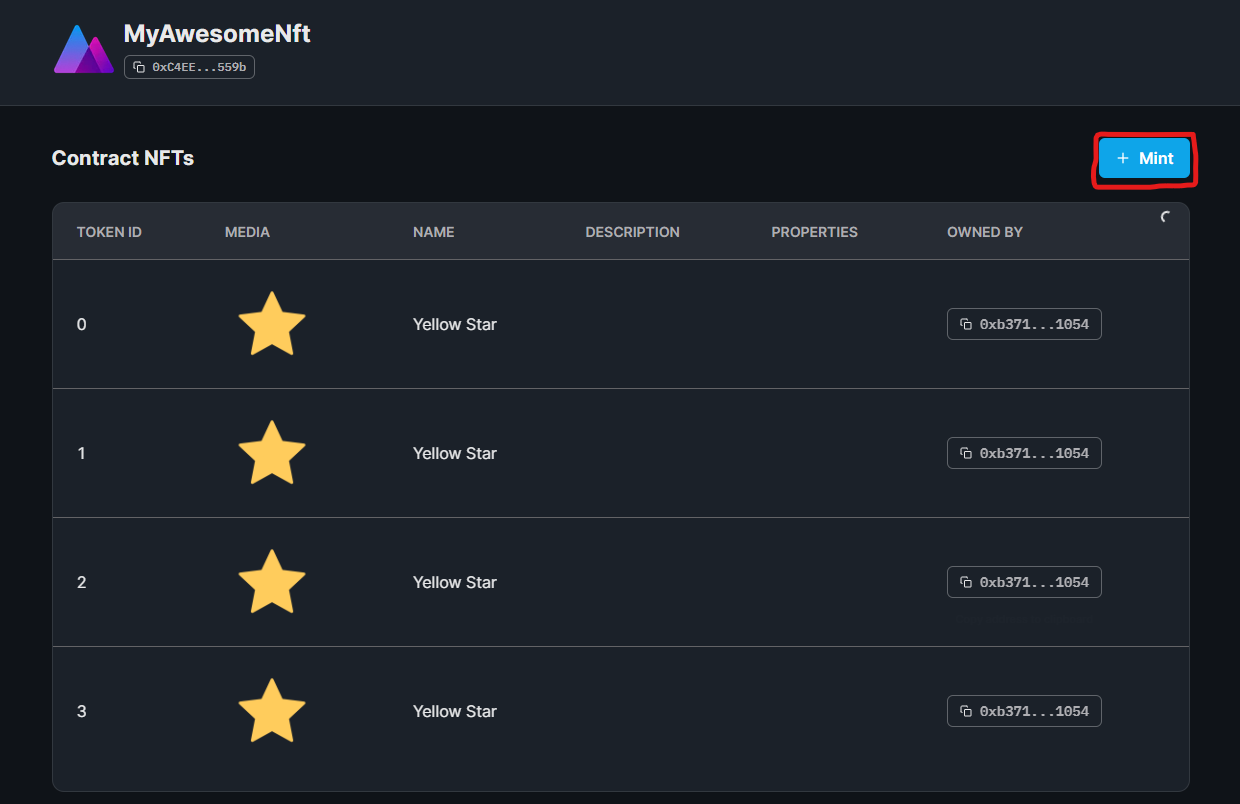 MyAwesomeNft
0xC4EE...559b
Contract NFTs
+ Mint
TOKEN ID MEDIA NAME DESCRIPTION PROPERTIES OWNED BY
0 Yellow Star 0xb371...1054
1 Yellow Star 0xb371...1054
2 Yellow Star 0xb371...1054
3 Yellow Star 0xb371...1054